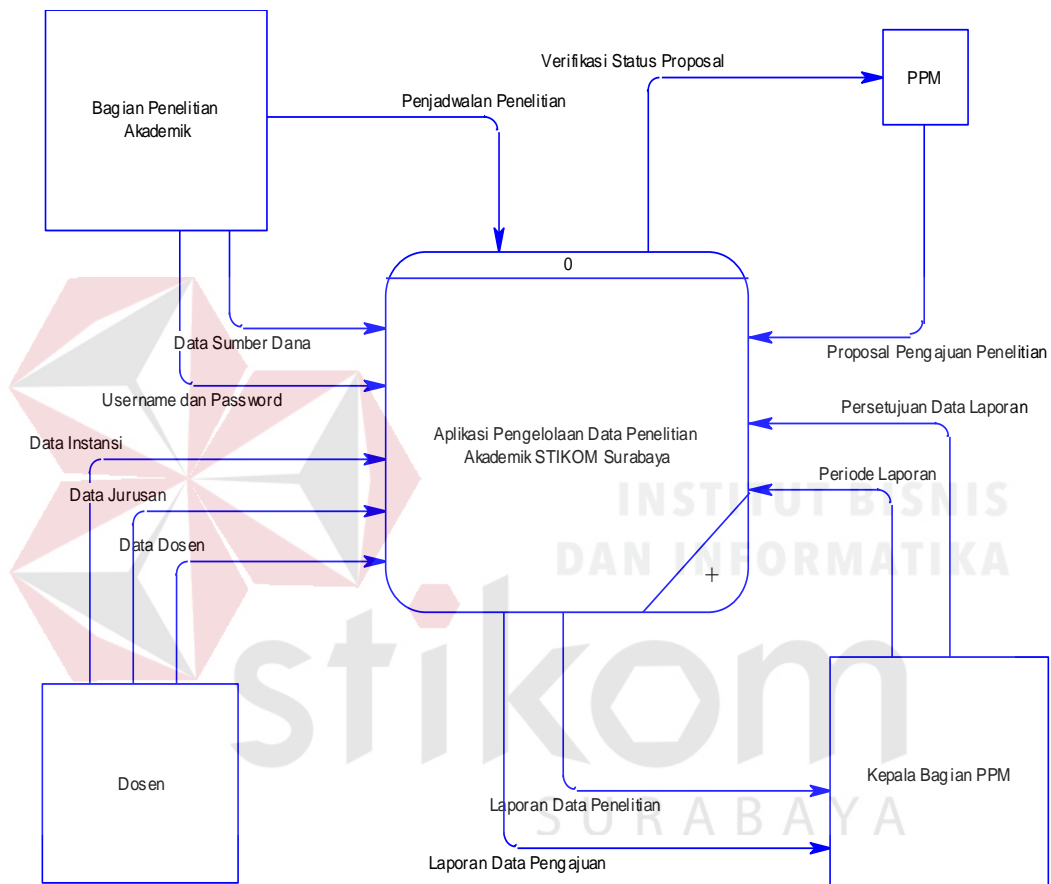 Verifikasi Status Proposal
PPM
Bagian Penelitian
Akademik
Penjadwalan Penelitian
0
Data Sumber Dana
Proposal Pengajuan Penelitian
Username dan Password
Persetujuan Data Laporan
Data Instansi
Aplikasi Pengelolaan Data Penelitian
Akademik STIKOM Surabaya
Periode Laporan
Data Jurusan
INSTITUT BISNIS
Data Dosen
DAN INFORMATIKA
+
stikom
Dosen
Kepala Bagian PPM
Laporan Data Penelitian
SURABAYA
Laporan Data Pengajuan